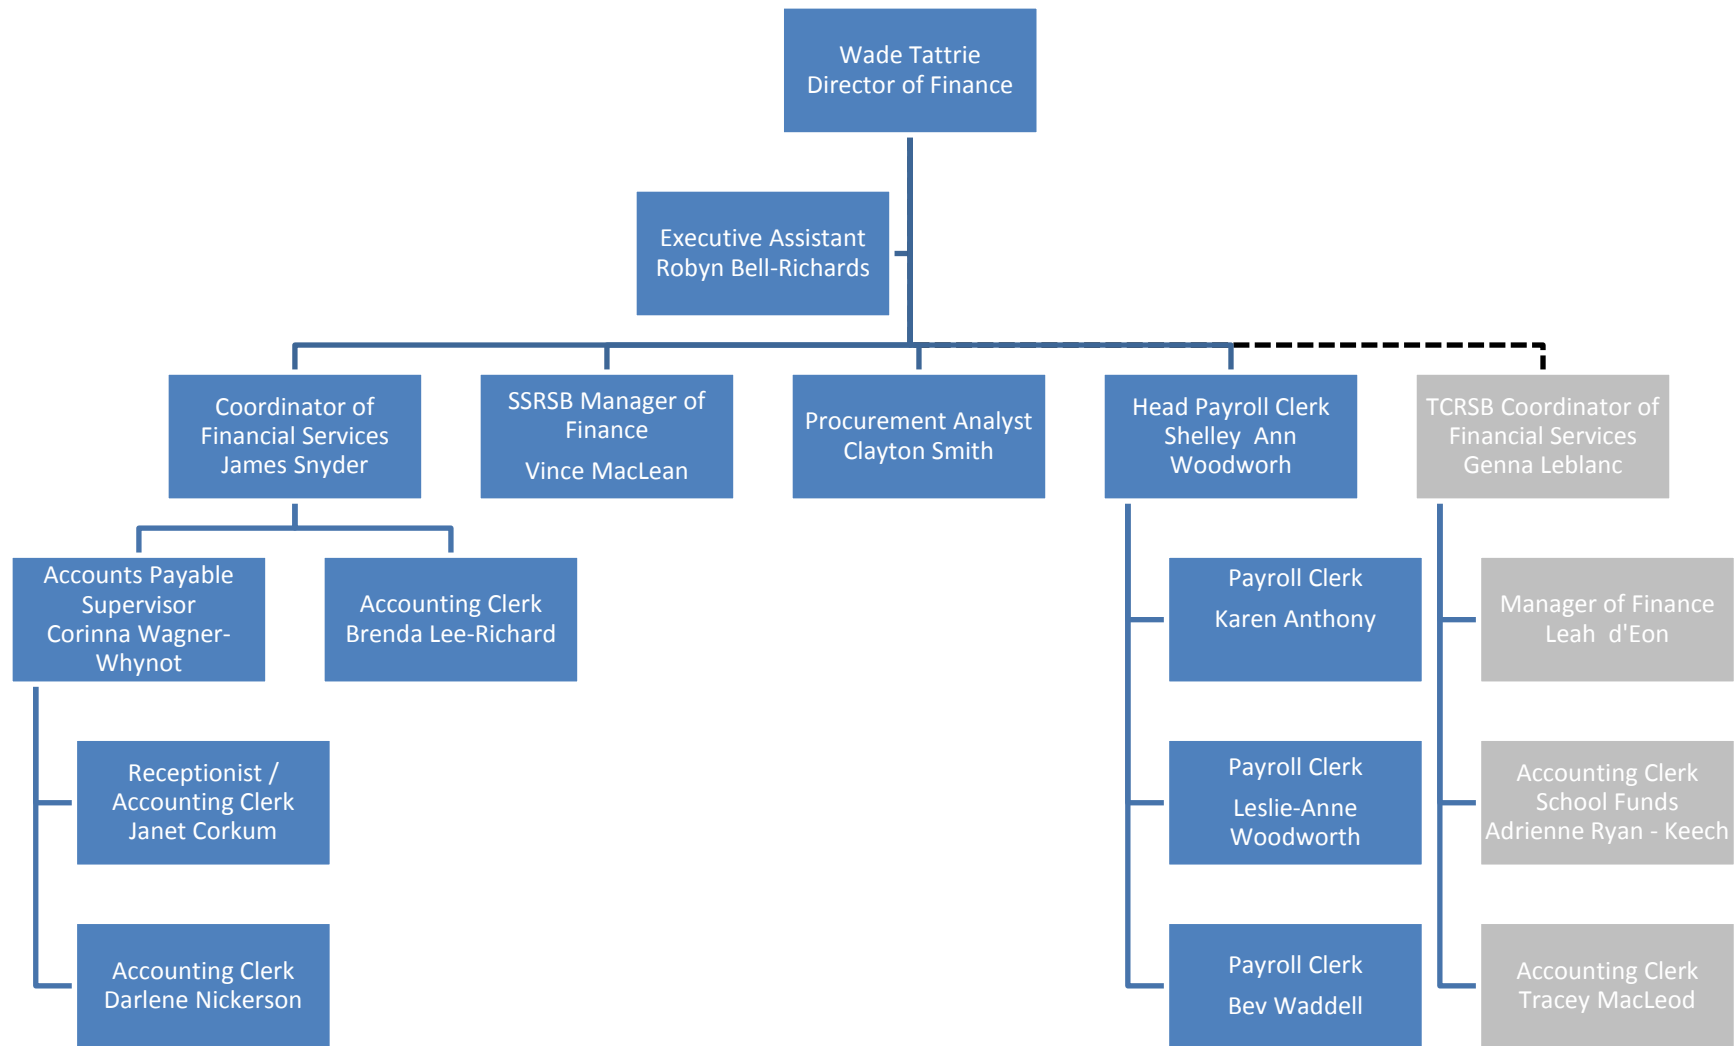 Wade Tattrie
Director of Finance
Executive Assistant
Robyn Bell-Richards
Coordinator of
Financial Services
James Snyder
SSRSB Manager of
Finance
Vince MacLean
Procurement Analyst
Clayton Smith
Head Payroll Clerk
Shelley  Ann
Woodworh
TCRSB Coordinator of
Financial Services
Genna Leblanc
Accounts Payable
Supervisor
Corinna Wagner-
Whynot
Accounting Clerk
Brenda Lee-Richard
Payroll Clerk
Karen Anthony
Manager of Finance
Leah  d'Eon
Receptionist /
Accounting Clerk
Janet Corkum
Payroll Clerk
Leslie-Anne
Woodworth
Accounting Clerk
School Funds
Adrienne Ryan - Keech
Accounting Clerk
Darlene Nickerson
Payroll Clerk
Bev Waddell
Accounting Clerk
Tracey MacLeod